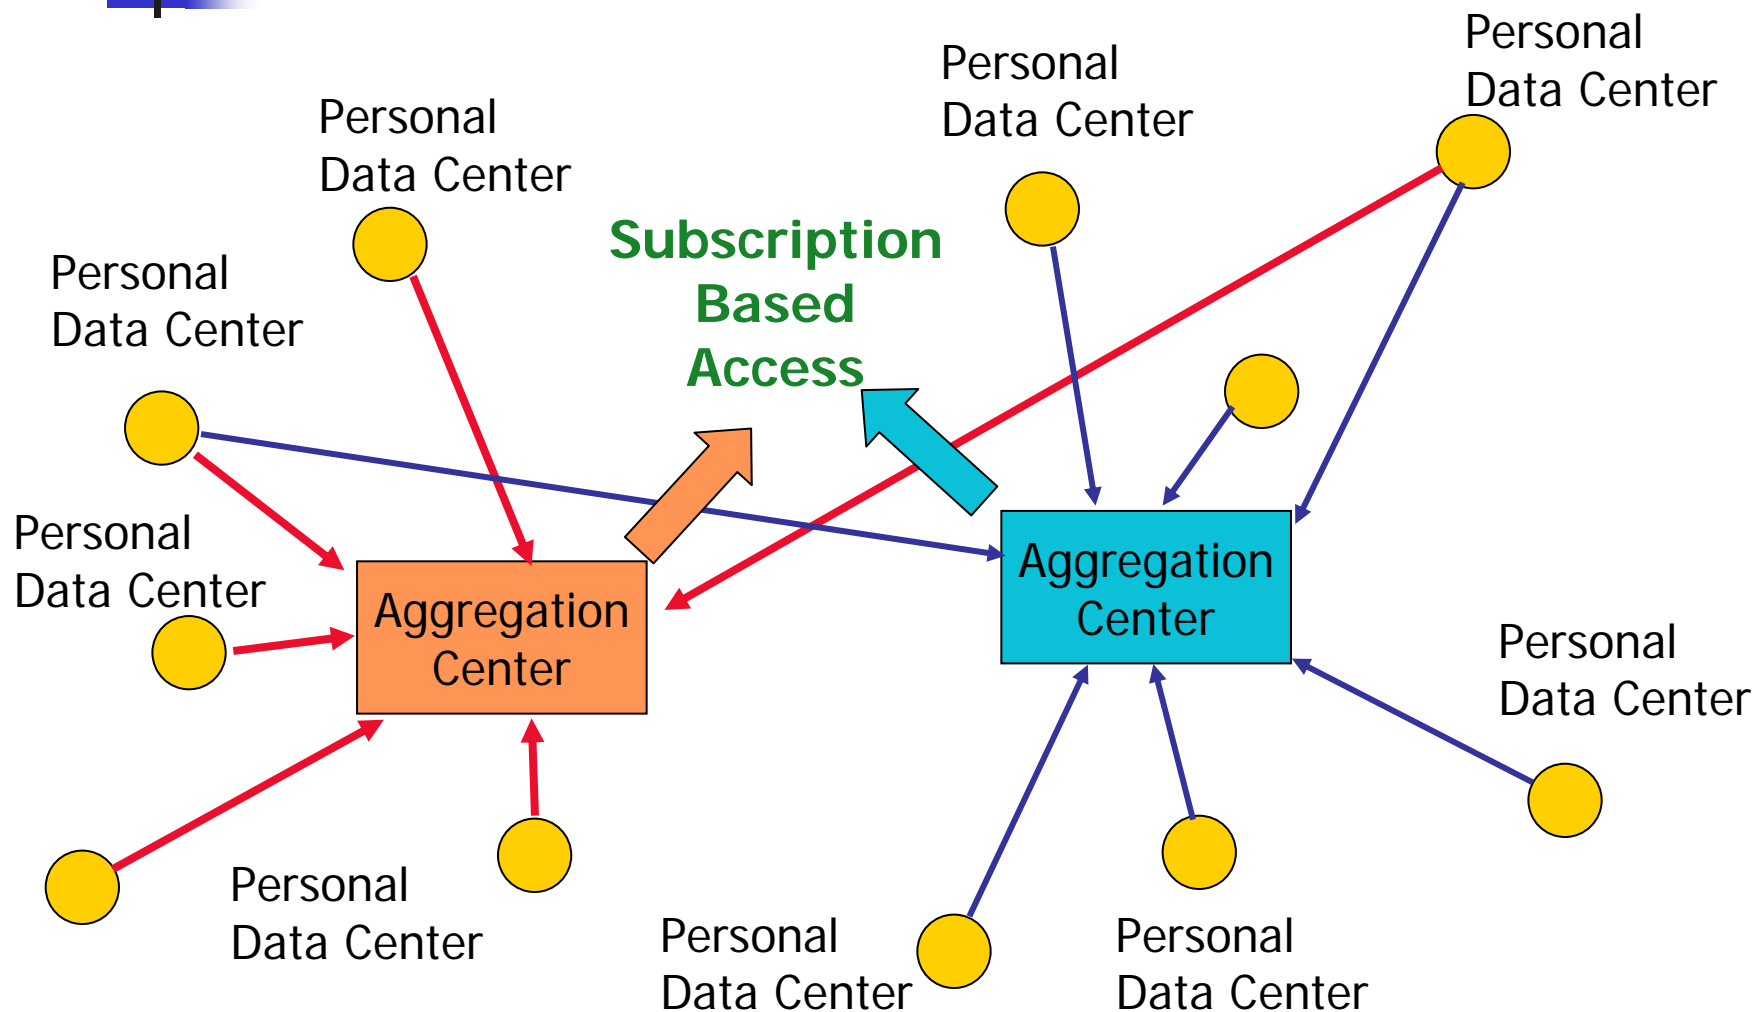 Personal
Data Center
Personal
Data Center
Personal
Data Center
Subscription
Based
Access
Personal
Data Center
Personal
Data Center
Aggregation
Center
Aggregation
Center
Personal
Data Center
Personal
Data Center
Personal
Data Center
Personal
Data Center